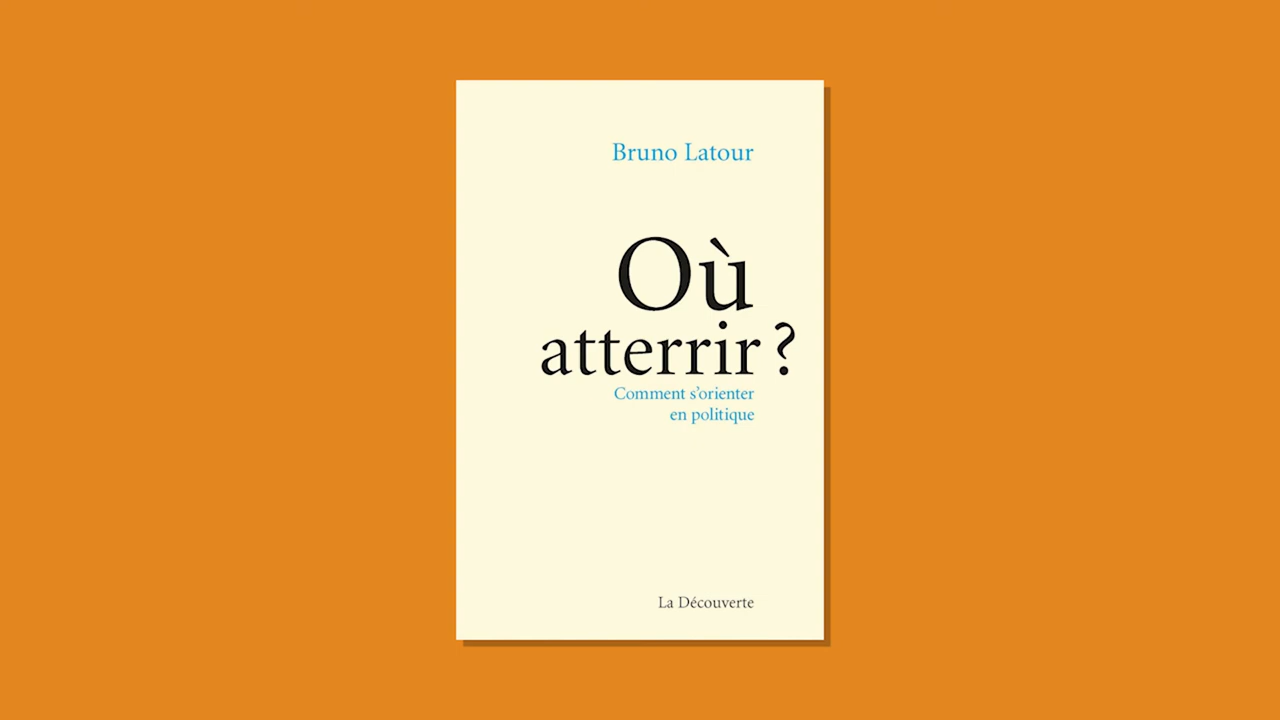 Bruno Latour
Où
atterrir ?
Comment s’orienter
en politique
La Découverte